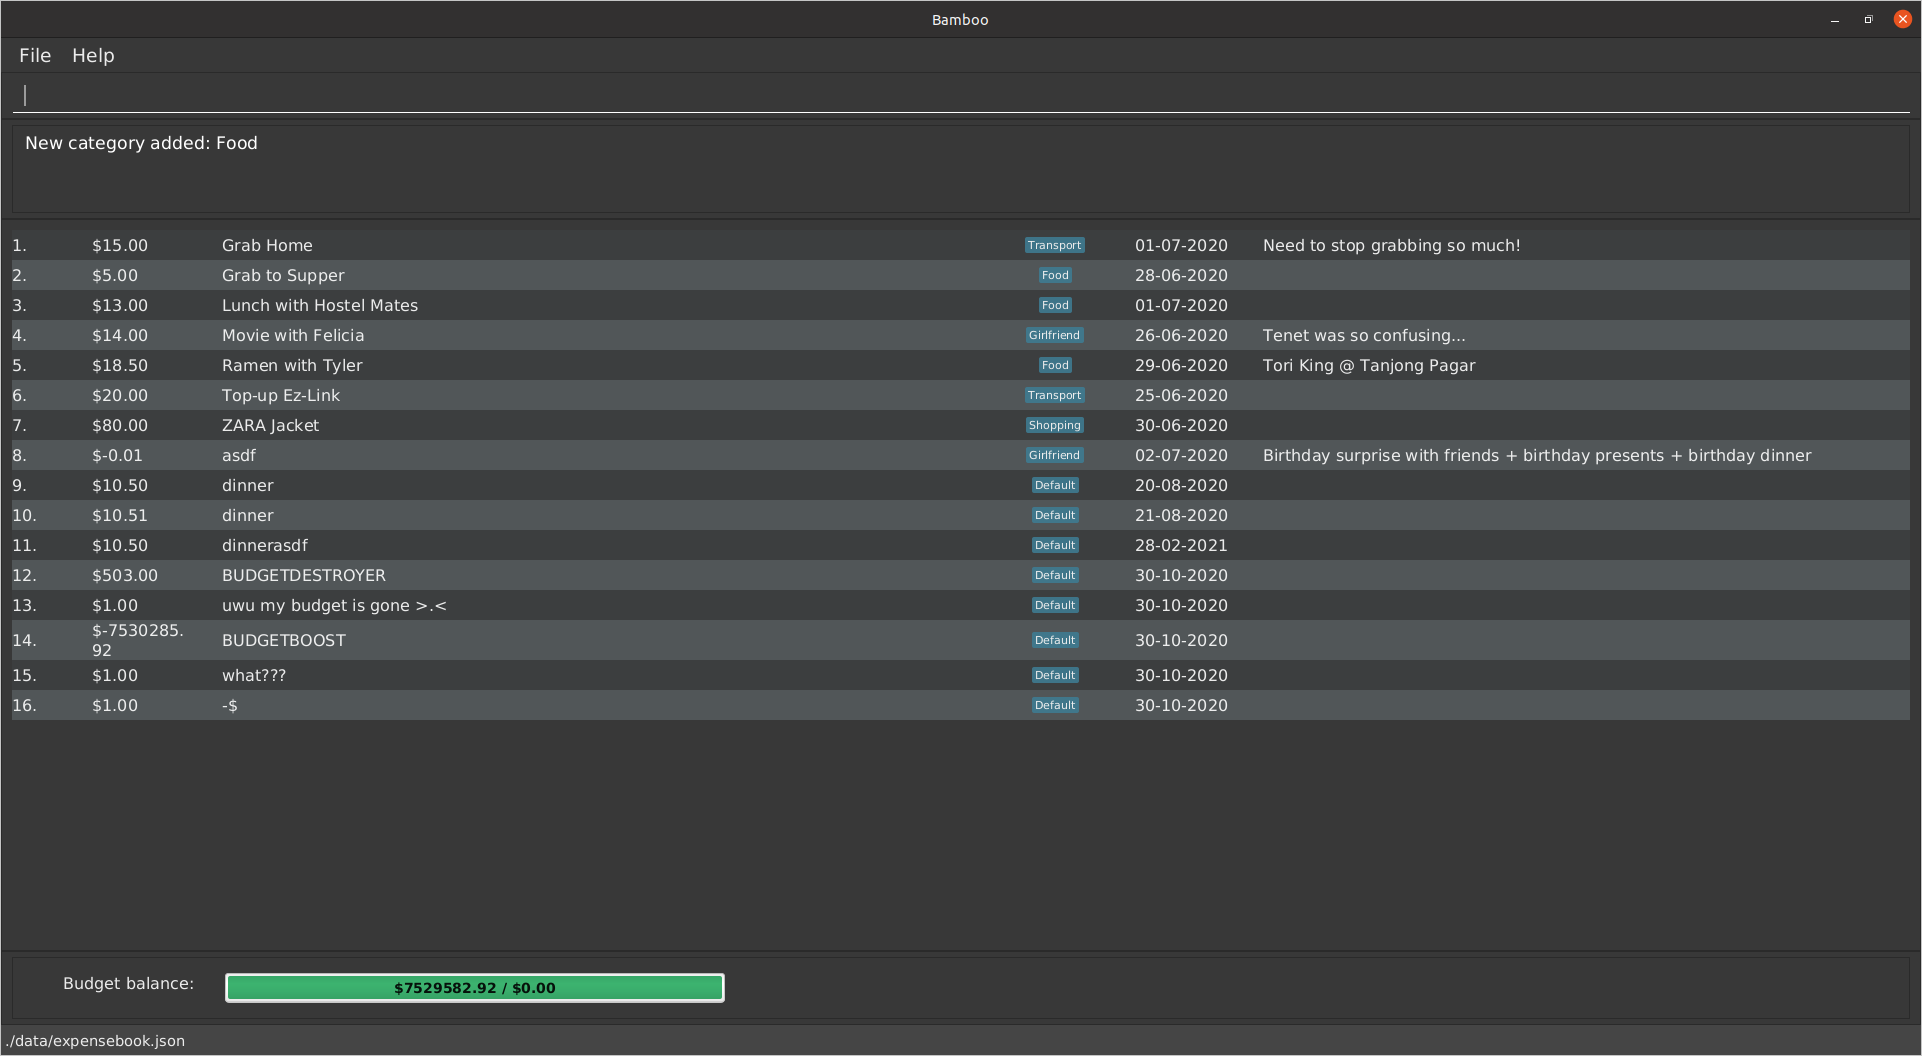 Bamboo
File Help
New category added: Food
1. $15.00 Grab Home Transport 01-07-2020 Need to stop grabbing so much!
2. $5.00 Grab to Supper Food 28-06-2020
3. $13.00 Lunch with Hostel Mates Food 01-07-2020
4. $14.00 Movie with Felicia Girlfriend 26-06-2020 Tenet was so confusing...
5. $18.50 Ramen with Tyler Food 29-06-2020 Tori King @ Tanjong Pagar
6. $20.00 Top-up Ez-Link Transport 25-06-2020
7. $80.00 ZARA Jacket Shopping 30-06-2020
8. $-0.01 asdf Girlfriend 02-07-2020 Birthday surprise with friends + birthday presents + birthday dinner
9. $10.50 dinner Default 20-08-2020
10. $10.51 dinner Default 21-08-2020
11. $10.50 dinnerasdf Default 28-02-2021
12. $503.00 BUDGETDESTROYER Default 30-10-2020
13. $1.00 uwu my budget is gone >.< Default 30-10-2020
14. $-7530285.
92 BUDGETBOOST Default 30-10-2020
15. $1.00 what??? Default 30-10-2020
16. $1.00 -$ Default 30-10-2020
Budget balance: $7529582.92 / $0.00
./data/expensebook.json